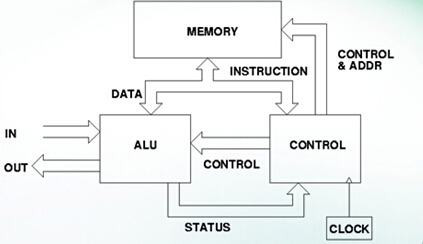 MEMORY
CONTROL
& ADDR
INSTRUCTION
DATA
IN
ALU
CONTROL
CONTROL
OUT
STATUS
CLOCK